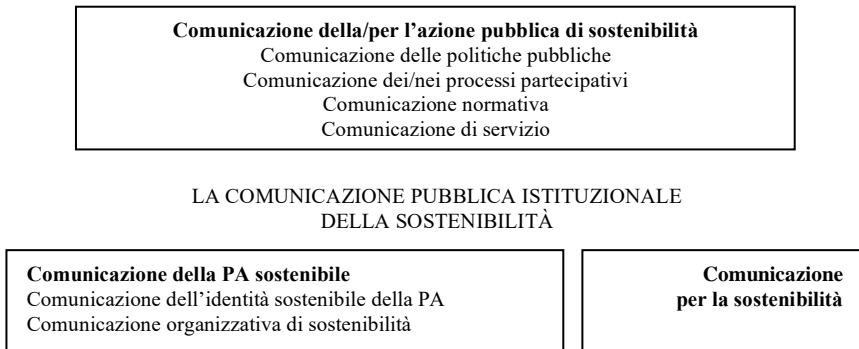 Comunicazione della/per l’azione pubblica di sostenibilità
Comunicazione delle politiche pubbliche
Comunicazione dei/nei processi partecipativi
Comunicazione normativa
Comunicazione di servizio
LA COMUNICAZIONE PUBBLICA ISTITUZIONALE
DELLA SOSTENIBILITÀ
Comunicazione della PA sostenibile
Comunicazione dell’identità sostenibile della PA
Comunicazione organizzativa di sostenibilità
Comunicazione
per la sostenibilità